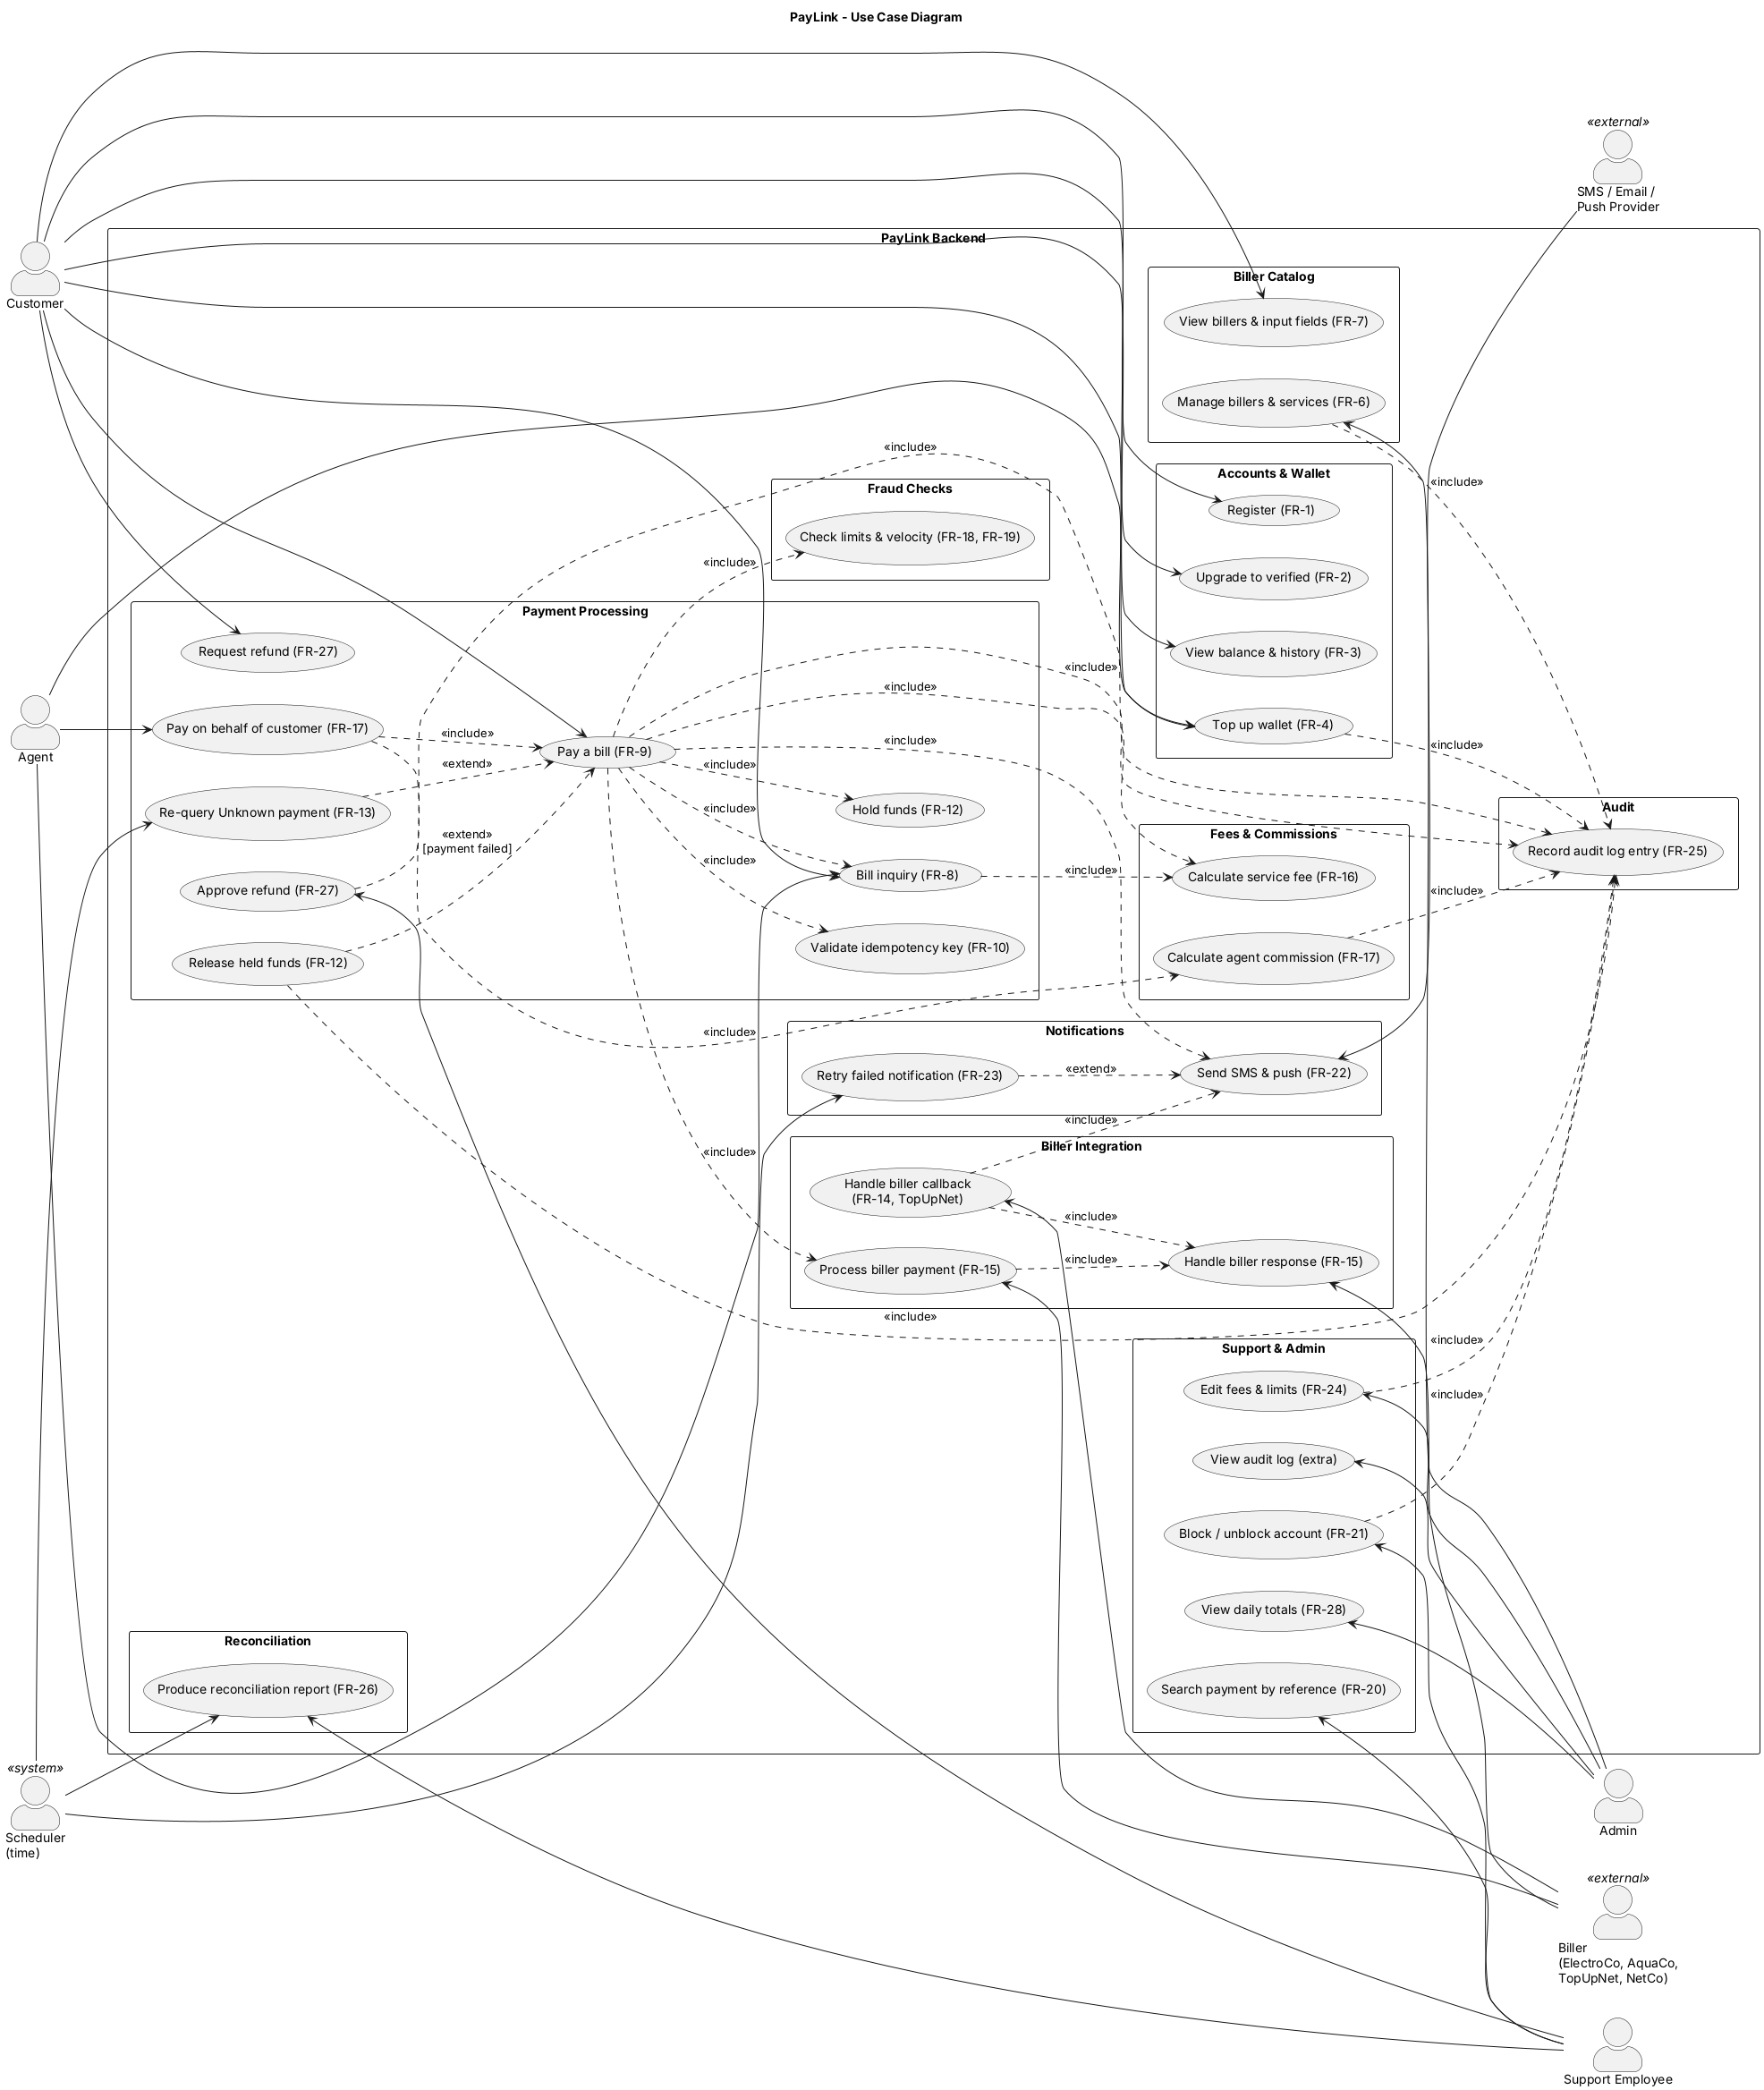 PayLink - Use Case Diagram
«external»
SMS / Email /
Push Provider
PayLink Backend
Customer
Biller Catalog
View billers & input fields (FR-7)
Manage billers & services (FR-6)
«include»
«include»
Accounts & Wallet
Register (FR-1)
Upgrade to verified (FR-2)
View balance & history (FR-3)
Top up wallet (FR-4)
«include»
Fraud Checks
Check limits & velocity (FR-18, FR-19)
«include»
Payment Processing
Request refund (FR-27)
Pay on behalf of customer (FR-17)
«include»
Pay a bill (FR-9)
«include»
«include»
«include»
«extend»
Re-query Unknown payment (FR-13)
«include»
Hold funds (FR-12)
«include»
«extend»
[payment failed]
Approve refund (FR-27)
«include»
Bill inquiry (FR-8)
«include»
Release held funds (FR-12)
Validate idempotency key (FR-10)
Agent
Fees & Commissions
Calculate service fee (FR-16)
Calculate agent commission (FR-17)
«include»
Audit
Record audit log entry (FR-25)
«include»
Notifications
Retry failed notification (FR-23)
«extend»
Send SMS & push (FR-22)
«include»
Biller Integration
«include»
Handle biller callback
(FR-14, TopUpNet)
«include»
Process biller payment (FR-15)
«include»
Handle biller response (FR-15)
«include»
Support & Admin
Edit fees & limits (FR-24)
«include»
View audit log (extra)
«include»
Block / unblock account (FR-21)
View daily totals (FR-28)
Search payment by reference (FR-20)
Reconciliation
Produce reconciliation report (FR-26)
«system»
Scheduler
(time)
Admin
«external»
Biller
(ElectroCo, AquaCo,
TopUpNet, NetCo)
Support Employee